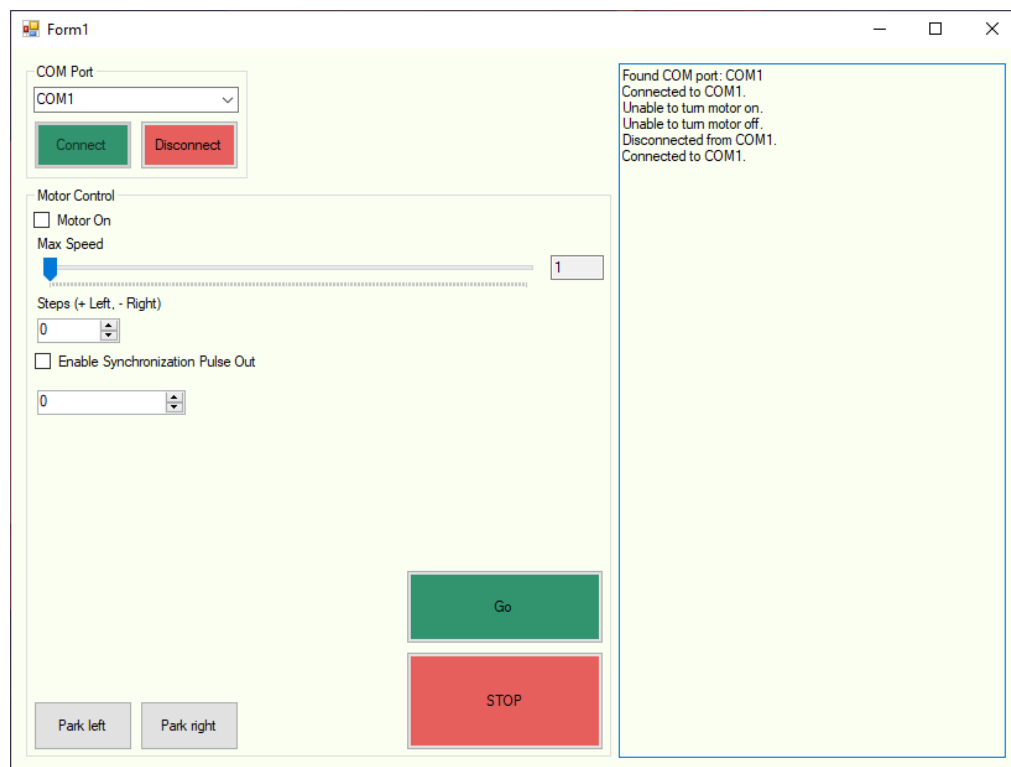 Form1
COM Port
COM1
Connect
Disconnect
Motor Control
Motor On
Max Speed
1
Steps (+ Left, - Right)
0
Enable Synchronization Pulse Out
0
Go
STOP
Park left
Park right
Found COM port: COM1
Connected to COM1.
Unable to turn motor on.
Unable to turn motor off.
Disconnected from COM1.
Connected to COM1.